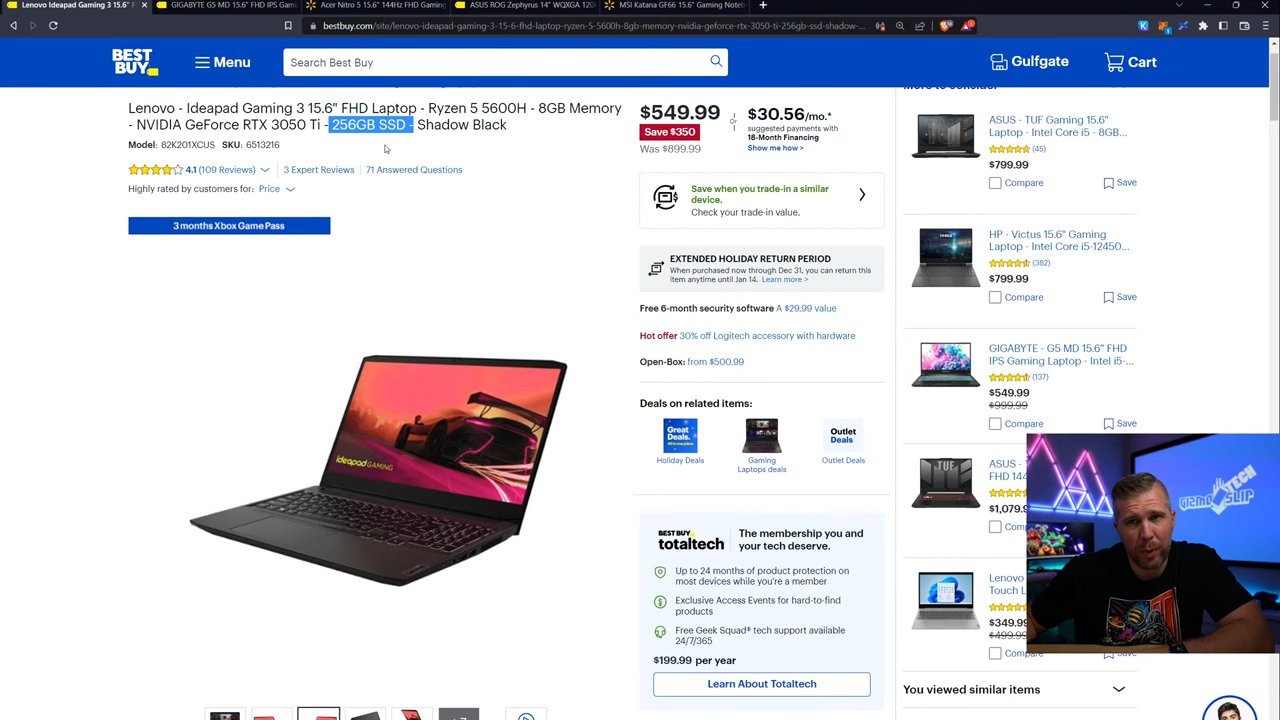 Lenovo Ideapad Gaming 3 15.6" F
GIGABYTE G5 MD 15.6" FHD IPS Gami
Acer Nitro 5 15.6" 144Hz FHD Gaming
ASUS ROG Zephyrus 14" WQXGA 120
MSI Katana GF66 15.6" Gaming Noteb
bestbuy.com/site/lenovo-ideapad-gaming-3-15-6-fhd-laptop-ryzen-5-5600h-8gb-memory-nvidia-geforce-rtx-3050-ti-256gb-ssd-shadow
BEST BUY
Menu
Search Best Buy
Gulfgate
Cart
Lenovo - Ideapad Gaming 3 15.6" FHD Laptop - Ryzen 5 5600H - 8GB Memory
- NVIDIA GeForce RTX 3050 Ti - 256GB SSD - Shadow Black
Model: 82K201XCUS SKU: 6513216
4.1 (109 Reviews)
3 Expert Reviews
71 Answered Questions
Highly rated by customers for: Price
3 months Xbox Game Pass
IdeaPad GAMING
$549.99
Save $350
Was $899.99
or
$30.56/mo.*
suggested payments with
18-Month Financing
Show me how >
Save when you trade-in a similar
device.
Check your trade-in value.
EXTENDED HOLIDAY RETURN PERIOD
When purchased now through Dec 31, you can return this
item anytime until Jan 14. Learn more >
Free 6-month security software A $29.99 value
Hot offer 30% off Logitech accessory with hardware
Open-Box: from $500.99
Deals on related items:
Great
Deals.
Holiday Deals
Gaming
Laptops deals
Outlet
Deals
Outlet Deals
BEST BUY
totaltech
The membership you and
your tech deserve.
Up to 24 months of product protection on
most devices while you're a member
Exclusive Access Events for hard-to-find
products
Free Geek Squad® tech support available
24/7/365
$199.99 per year
Learn About Totaltech
ASUS - TUF Gaming 15.6"
Laptop - Intel Core i5 - 8GB...
(45)
$799.99
Compare
Save
HP - Victus 15.6" Gaming
Laptop - Intel Core i5-12450...
(382)
$799.99
Compare
Save
GIGABYTE - G5 MD 15.6" FHD
IPS Gaming Laptop - Intel i5-...
(137)
$549.99
$999.99
Compare
Save
TUF
ASUS -
FHD 144
$1,079.9
Com
Lenovo
Touch L
$349.99
$499.99
Compare
Save
GIZMO SLIP
TECH
You viewed similar items